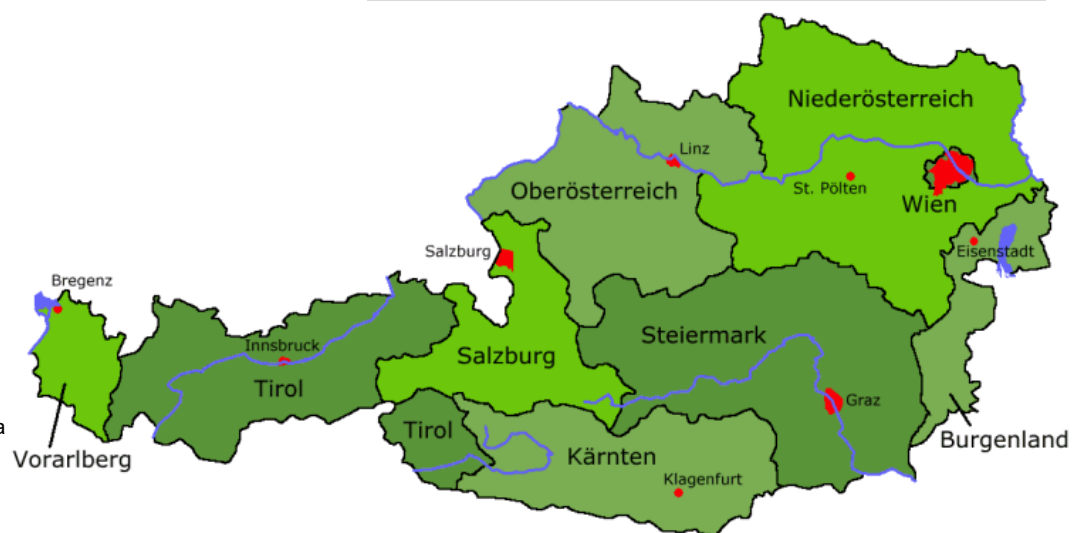 Niederösterreich
Linz
St. Pölten
Oberösterreich
Wien
Salzburg
Eisenstadt
Bregenz
Innsbruck
Steiermark
Salzburg
Tirol
Graz
a
Tirol
Burgenland
Vorarlberg
Kärnten
Klagenfurt